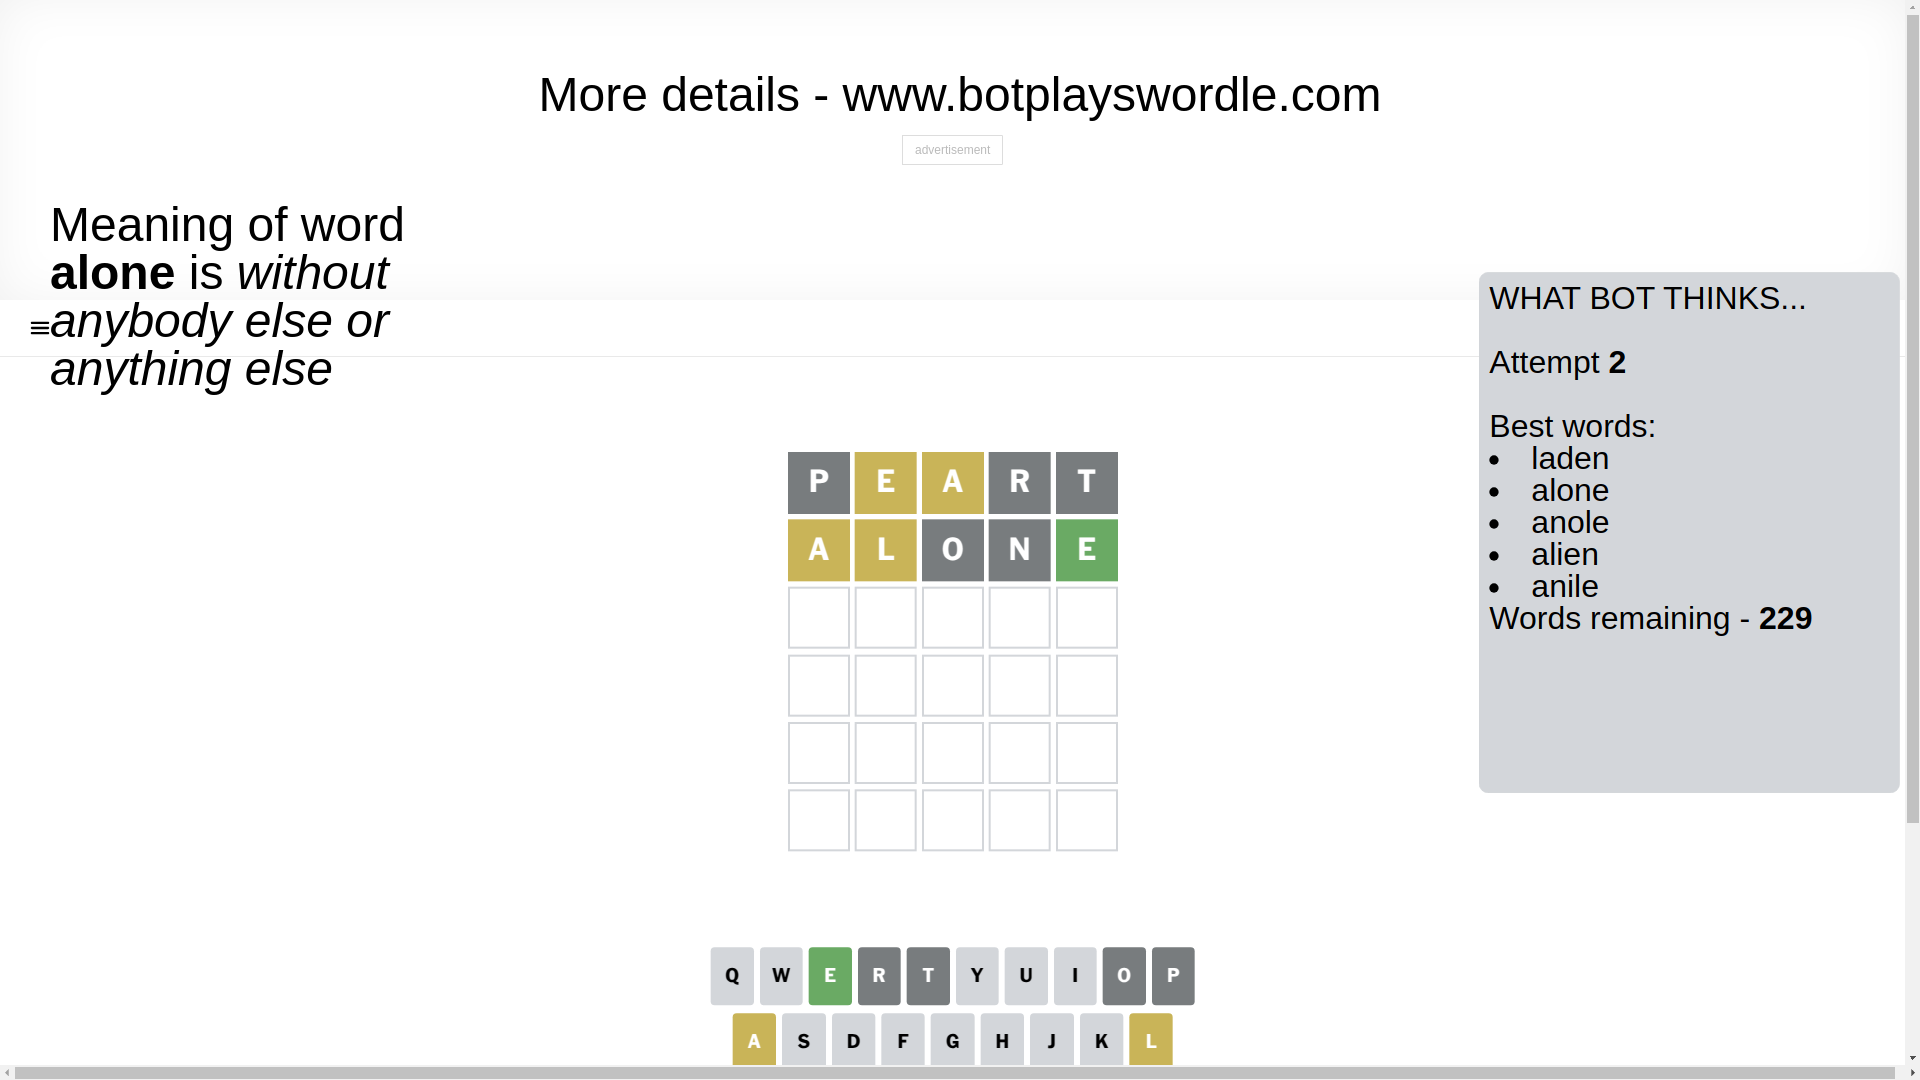 More details - www.botplayswordle.com
advertisement
Meaning of word
alone is without
anybody else or
anything else
WHAT BOT THINKS...
Attempt 2
Best words:
• laden
• alone
• anole
• alien
• anile
Words remaining - 229
P E A R T
A L O N E
Q W E R T Y U I O P
A S D F G H J K L